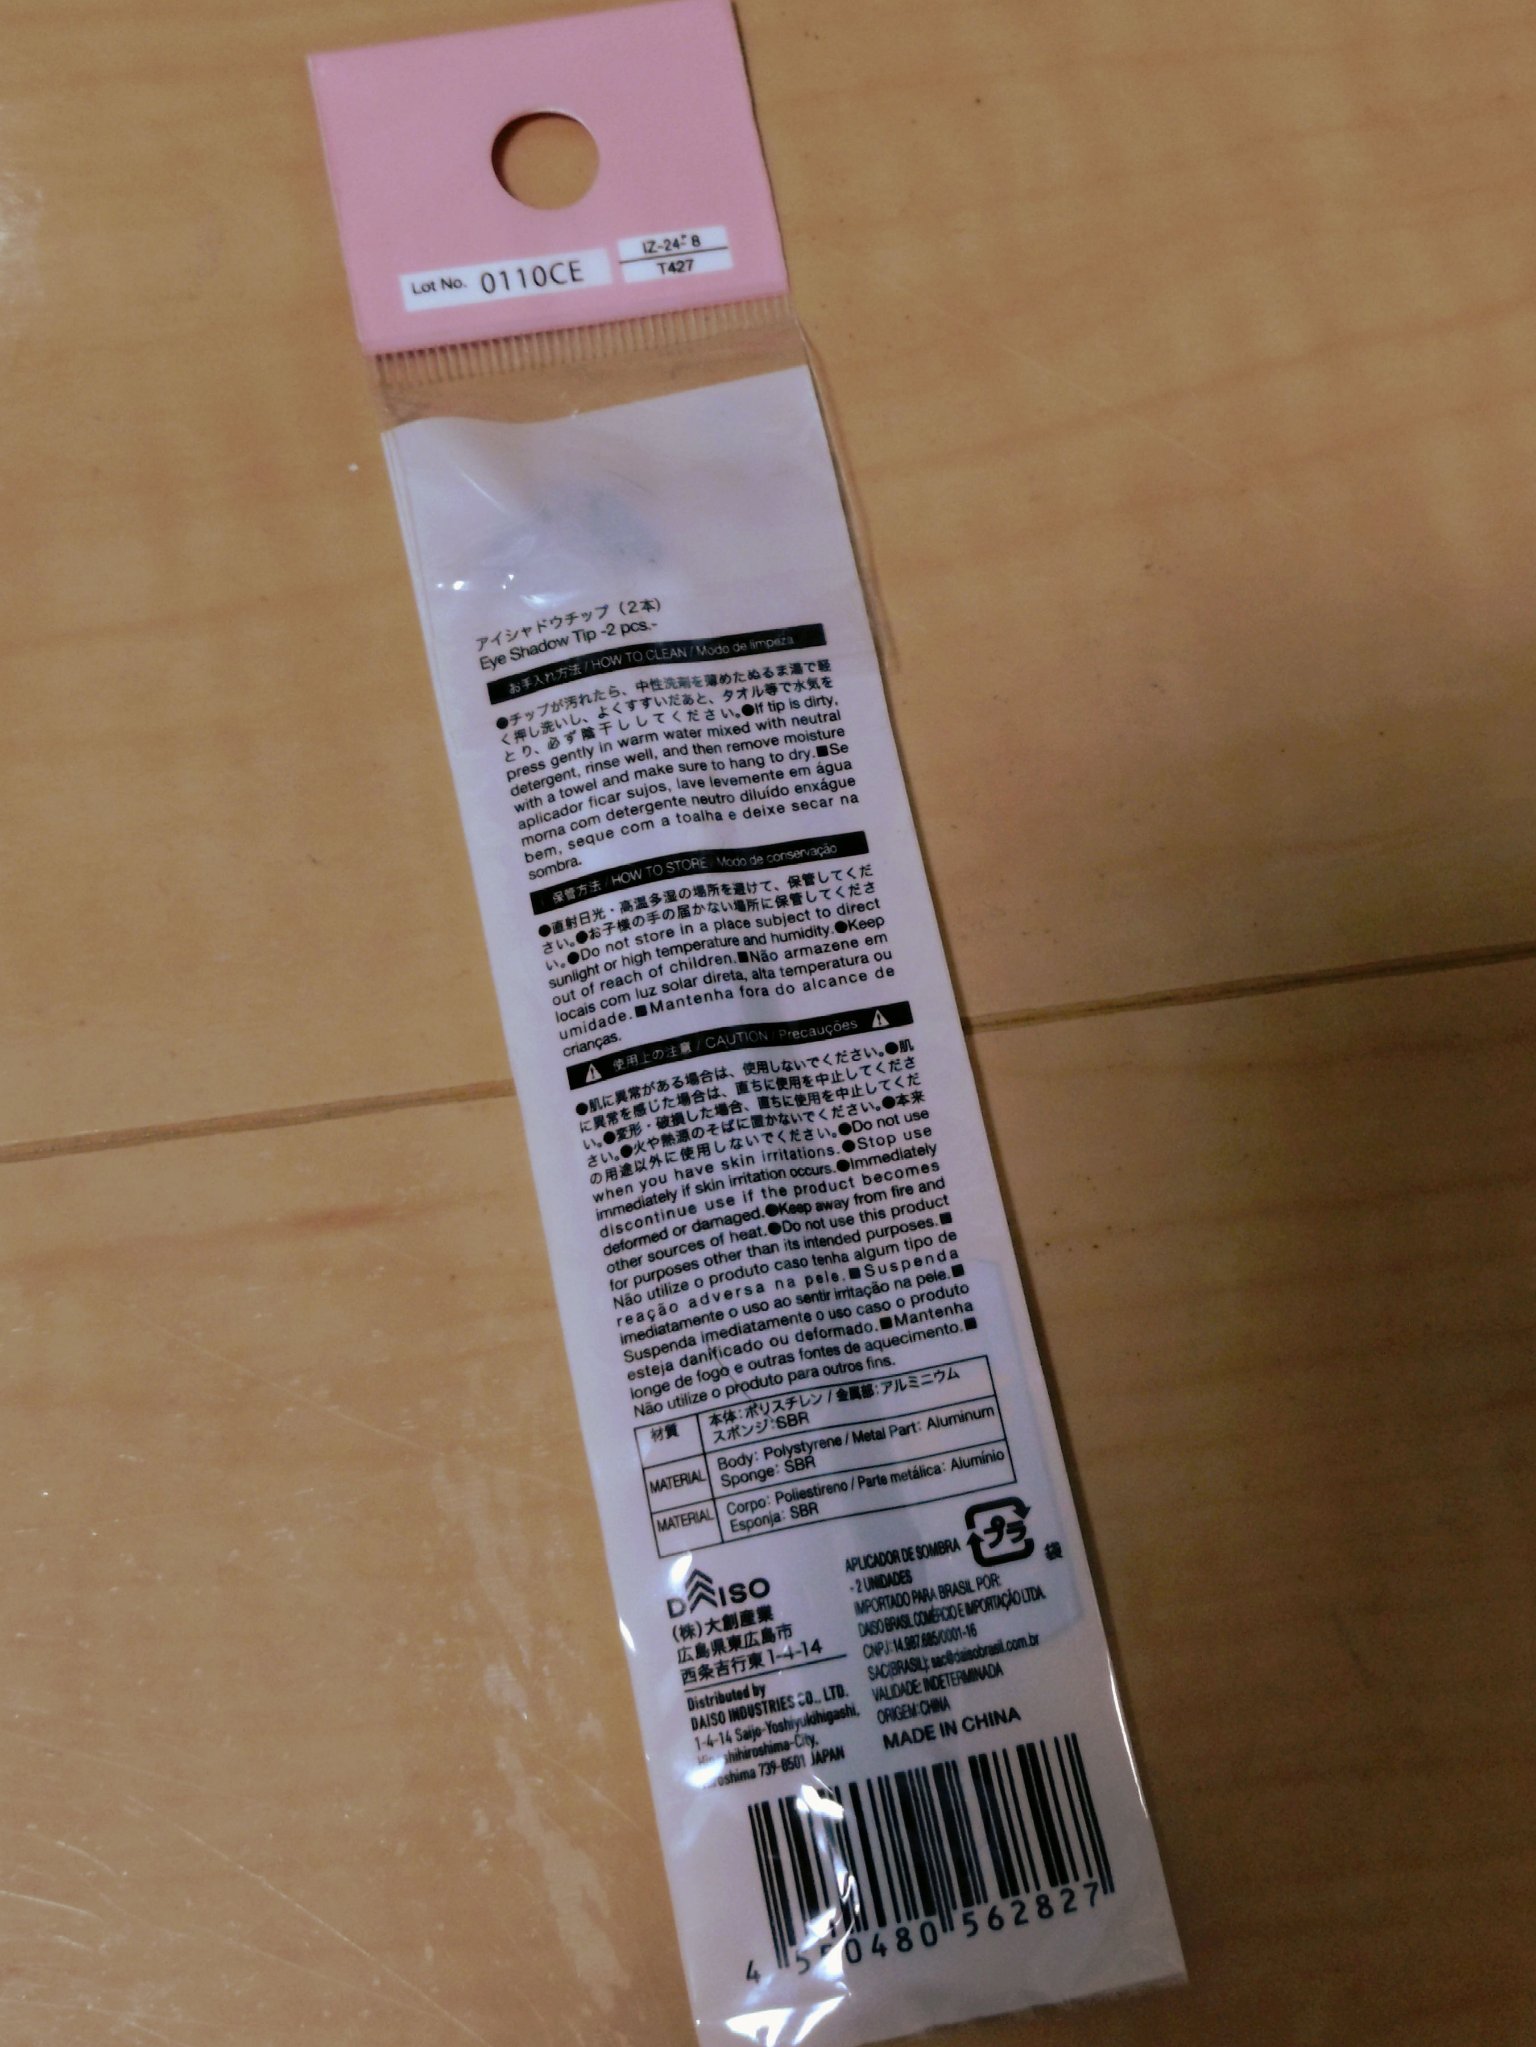 Lot No. 0110CE
IZ-24-8
T427
アイシャドウチップ（2本）
Eye Shadow Tip -2 pcs.-
お手入れ方法 / HOW TO CLEAN / Modo de limpeza
●チップが汚れたら、中性洗剤を薄めたぬるま湯で軽
く押し洗いし、よくすすいだあと、タオル等で水気を
とり、必ず陰干ししてください。●If tip is dirty,
press gently in warm water mixed with neutral
detergent, rinse well, and then remove moisture
with a towel and make sure to hang to dry.■Se
aplicador ficar sujos, lave levemente em água
morna com detergente neutro diluído enxágue
bem, seque com a toalha e deixe secar na
sombra.
保管方法 / HOW TO STORE / Modo de conservação
●直射日光・高温多湿の場所を避けて、保管してくだ
さい。●お子様の手の届かない場所に保管してくださ
い。●Do not store in a place subject to direct
sunlight or high temperature and humidity.●Keep
out of reach of children.■Não armazene em
locais com luz solar direta, alta temperatura ou
umidade.■Mantenha fora do alcance de
crianças.
使用上の注意 / CAUTION / Precauções
●肌に異常がある場合は、使用しないでください。●肌
に異常を感じた場合は、直ちに使用を中止してくださ
い。●変形・破損した場合、直ちに使用を中止してくだ
さい。●火や熱源のそばに置かないでください。●本来
の用途以外に使用しないでください。●Do not use
when you have skin irritations.●Stop use
immediately if skin irritation occurs.●Immediately
discontinue use if the product becomes
deformed or damaged.●Keep away from fire and
other sources of heat.●Do not use this product
for purposes other than its intended purposes.■
Não utilize o produto caso tenha algum tipo de
reação adversa na pele.■Suspenda
imediatamente o uso ao sentir irritação na pele.■
Suspenda imediatamente o uso caso o produto
esteja danificado ou deformado.■Mantenha
longe de fogo e outras fontes de aquecimento.■
Não utilize o produto para outros fins.
材質 本体：ポリスチレン / 金属部：アルミニウム
スポンジ：SBR
MATERIAL Body: Polystyrene / Metal Part: Aluminum
Sponge: SBR
MATERIAL Corpo: Poliestireno / Parte metálica: Alumínio
Esponja: SBR
プラ
袋
DAISO
(株)大創産業
広島県東広島市
西条吉行東1-4-14
Distributed by
DAISO INDUSTRIES CO., LTD.
1-4-14 Saijo-Yoshiyukihigashi,
Higashihiroshima-City,
Hiroshima 739-8501 JAPAN
APLICADOR DE SOMBRA
- 2 UNIDADES
IMPORTADO PARA BRASIL POR:
DAISO BRASIL COMÉRCIO E IMPORTAÇÃO LTDA.
CNPJ: 14.987.685/0001-16
SAC(BRASIL): sac@daisobrasil.com.br
VALIDADE: INDETERMINADA
ORIGEM: CHINA
MADE IN CHINA
4 550480 562827